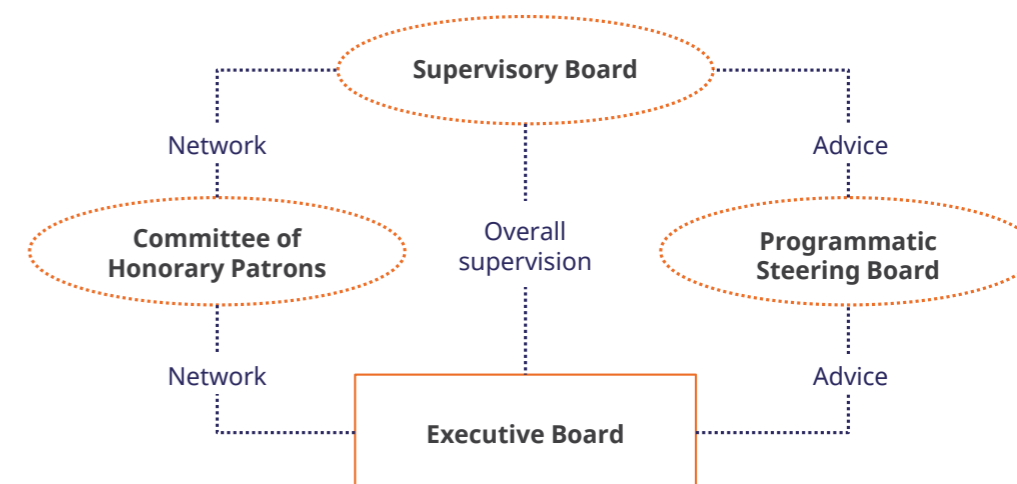 Supervisory Board
Network
Advice
Overall
supervision
Committee of
Honorary Patrons
Programmatic
Steering Board
Network
Advice
Executive Board